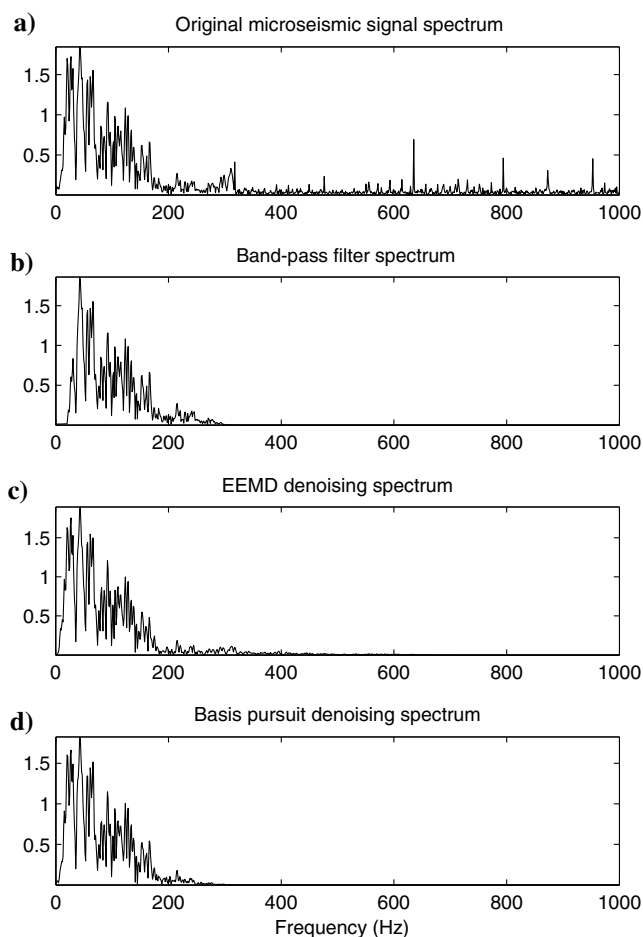 a) Original microseismic signal spectrum
1.5
1
0.5
0 200 400 600 800 1000
b) Band-pass filter spectrum
1.5
1
0.5
0 200 400 600 800 1000
c) EEMD denoising spectrum
1.5
1
0.5
0 200 400 600 800 1000
d) Basis pursuit denoising spectrum
1.5
1
0.5
0 200 400 600 800 1000
Frequency (Hz)